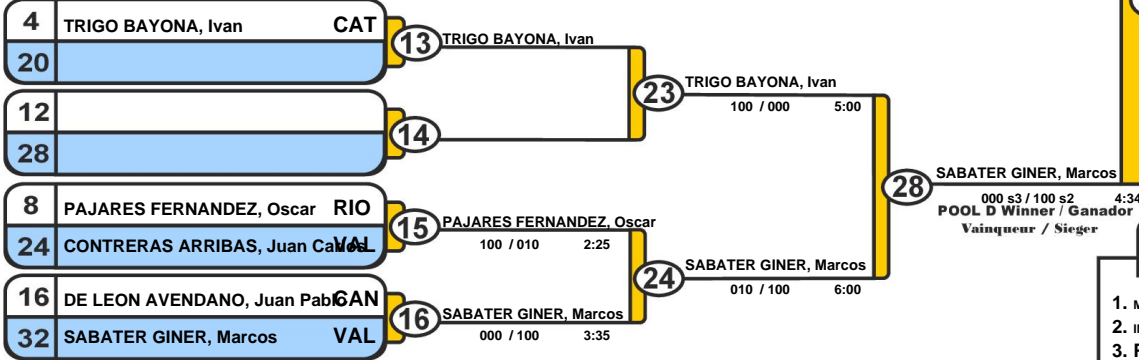 4 TRIGO BAYONA, Ivan CAT
20
13 TRIGO BAYONA, Ivan
12
28
14
23 TRIGO BAYONA, Ivan
100 / 000 5:00
8 PAJARES FERNANDEZ, Oscar RIO
24 CONTRERAS ARRIBAS, Juan Carlos VAL
15 PAJARES FERNANDEZ, Oscar
100 / 010 2:25
16 DE LEON AVENDANO, Juan Pablo CAN
32 SABATER GINER, Marcos VAL
16 SABATER GINER, Marcos
000 / 100 3:35
24 SABATER GINER, Marcos
010 / 100 6:00
28 SABATER GINER, Marcos
000 s3 / 100 s2 4:34
POOL D Winner / Ganador
Vainqueur / Sieger
1.
2.
3.